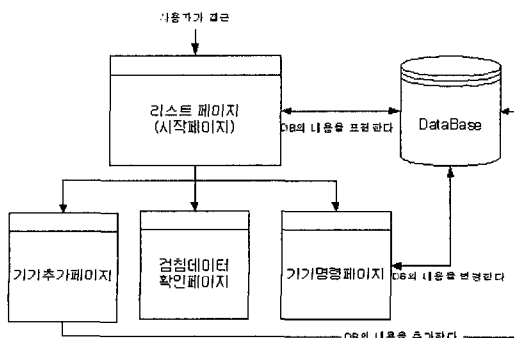 사용자가 접근
리스트 페이지
(시작페이지)
DB의 내용을 표현한다
DataBase
기기추가페이지
검침데이터
확인페이지
기기명령페이지
DB의 내용을 변경한다
DB의 내용을 추가한다